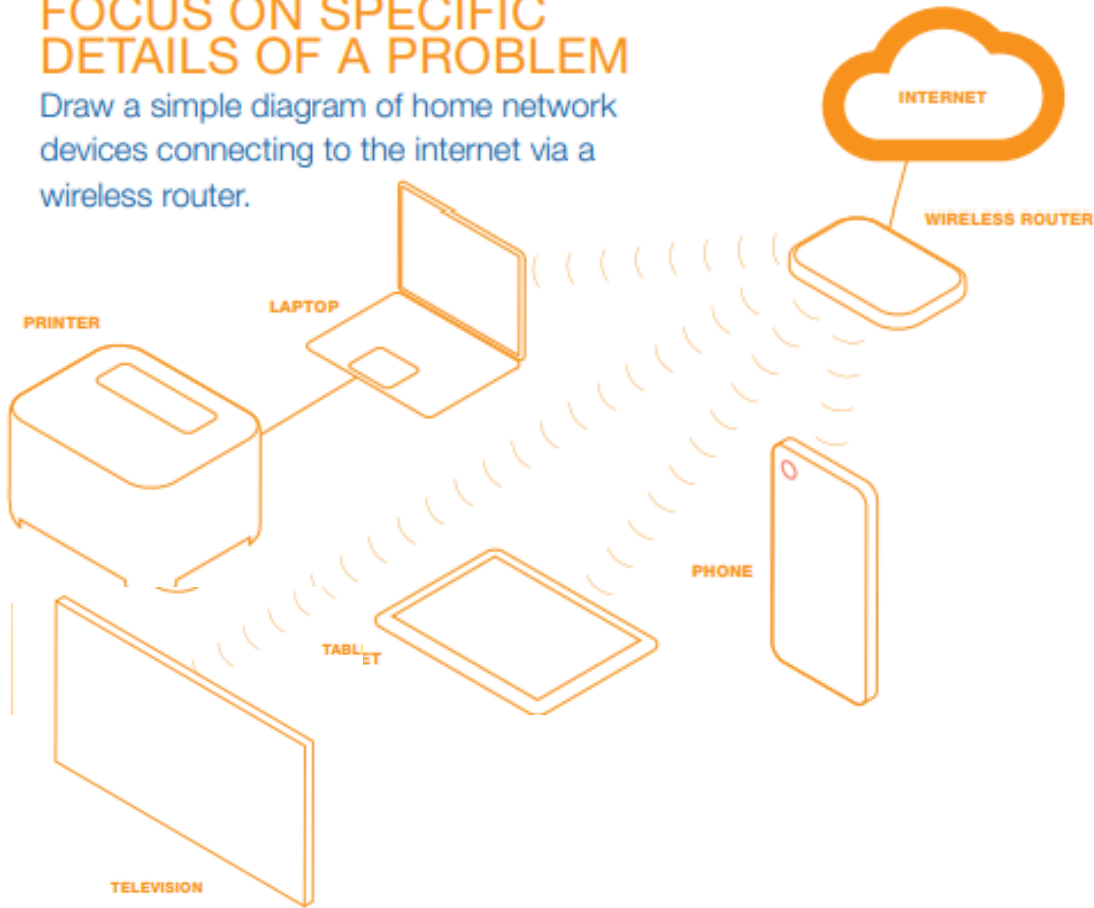 FOCUS ON SPECIFIC
DETAILS OF A PROBLEM
Draw a simple diagram of home network
devices connecting to the internet via a
wireless router.
INTERNET
WIRELESS ROUTER
LAPTOP
PRINTER
PHONE
TABLET
TELEVISION